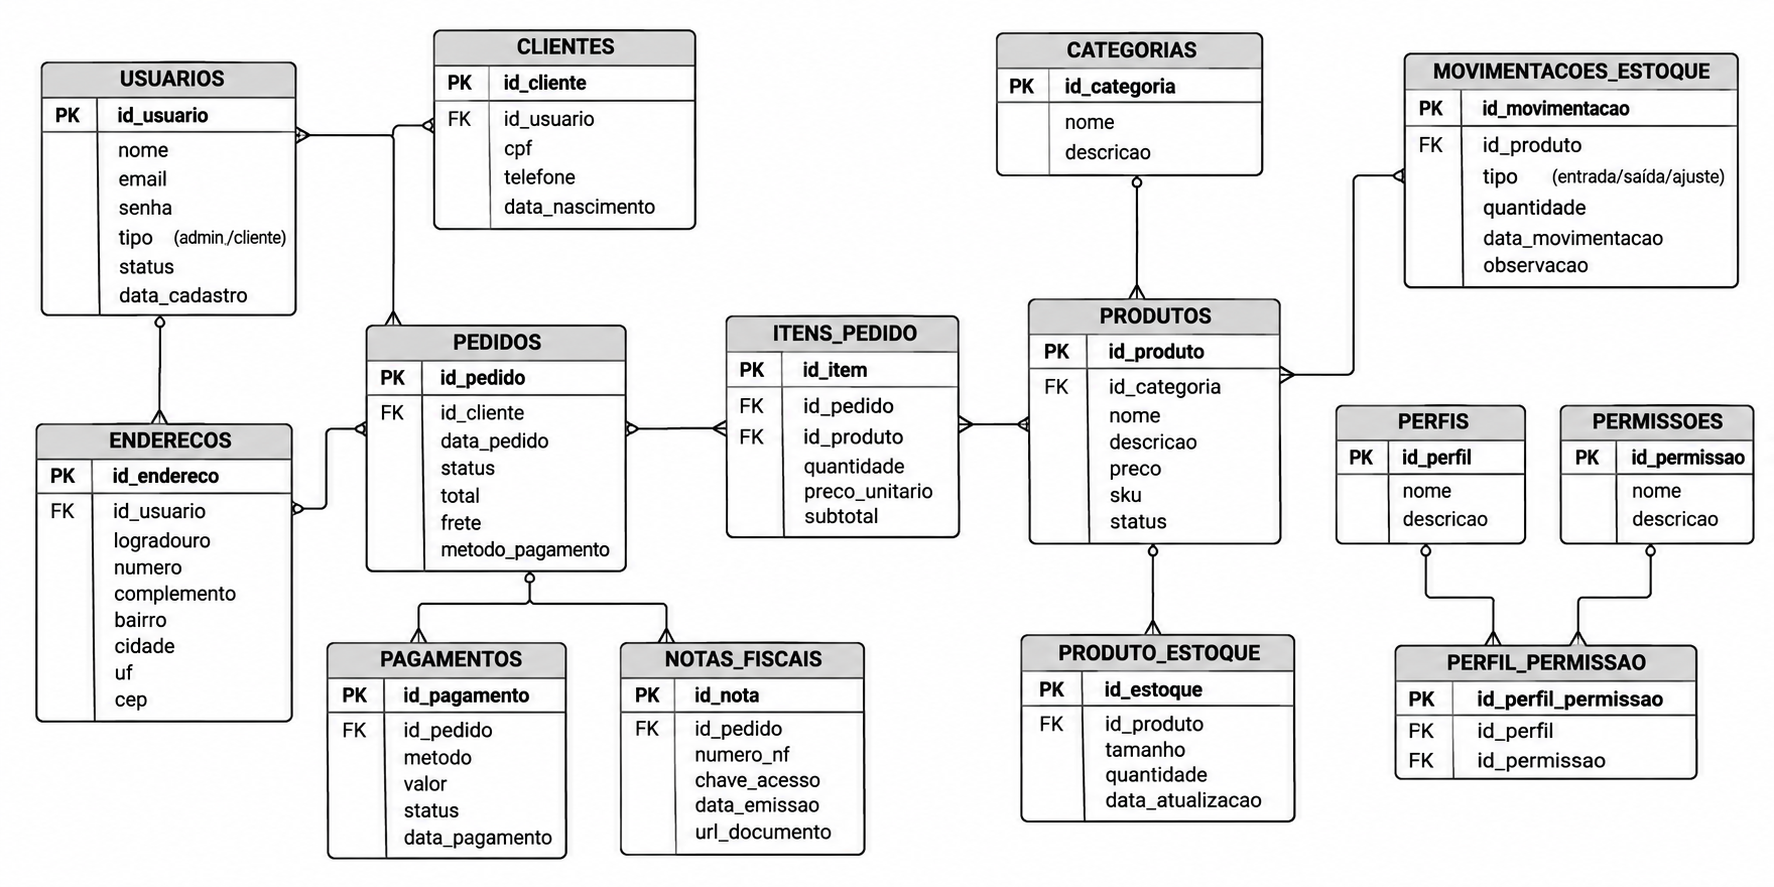 USUARIOS
PK id_usuario
nome
email
senha
tipo (admin./cliente)
status
data_cadastro
CLIENTES
PK id_cliente
FK id_usuario
cpf
telefone
data_nascimento
CATEGORIAS
PK id_categoria
nome
descricao
MOVIMENTACOES_ESTOQUE
PK id_movimentacao
FK id_produto
tipo (entrada/saída/ajuste)
quantidade
data_movimentacao
observacao
ENDERECOS
PK id_endereco
FK id_usuario
logradouro
numero
complemento
bairro
cidade
uf
cep
PEDIDOS
PK id_pedido
FK id_cliente
data_pedido
status
total
frete
metodo_pagamento
ITENS_PEDIDO
PK id_item
FK id_pedido
FK id_produto
quantidade
preco_unitario
subtotal
PRODUTOS
PK id_produto
FK id_categoria
nome
descricao
preco
sku
status
PERFIS
PK id_perfil
nome
descricao
PERMISSOES
PK id_permissao
nome
descricao
PAGAMENTOS
PK id_pagamento
FK id_pedido
metodo
valor
status
data_pagamento
NOTAS_FISCAIS
PK id_nota
FK id_pedido
numero_nf
chave_acesso
data_emissao
url_documento
PRODUTO_ESTOQUE
PK id_estoque
FK id_produto
tamanho
quantidade
data_atualizacao
PERFIL_PERMISSAO
PK id_perfil_permissao
FK id_perfil
FK id_permissao